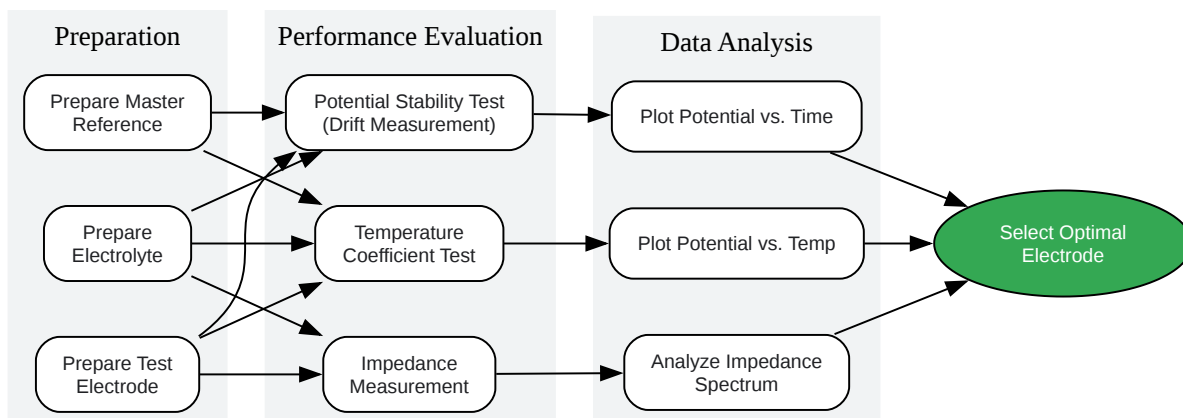 Preparation
Prepare Master
Reference
Prepare
Electrolyte
Prepare Test
Electrode
Performance Evaluation
Potential Stability Test
(Drift Measurement)
Temperature
Coefficient Test
Impedance
Measurement
Data Analysis
Plot Potential vs. Time
Plot Potential vs. Temp
Analyze Impedance
Spectrum
Select Optimal
Electrode